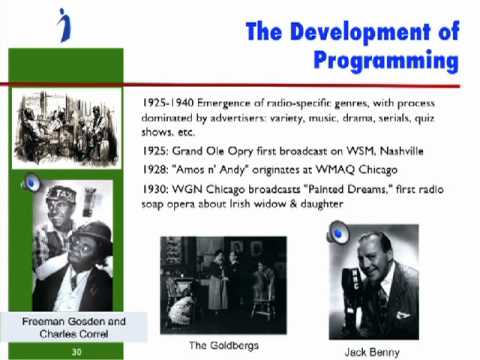 The Development of
Programming
1925-1940 Emergence of radio-specific genres, with process
dominated by advertisers: variety, music, drama, serials, quiz
shows, etc.
1925: Grand Ole Opry first broadcast on WSM, Nashville
1928: "Amos n' Andy" originates at WMAQ Chicago
1930: WGN Chicago broadcasts "Painted Dreams," first radio
soap opera about Irish widow & daughter
Freeman Gosden and
Charles Correl
The Goldbergs
NBC
Jack Benny
30